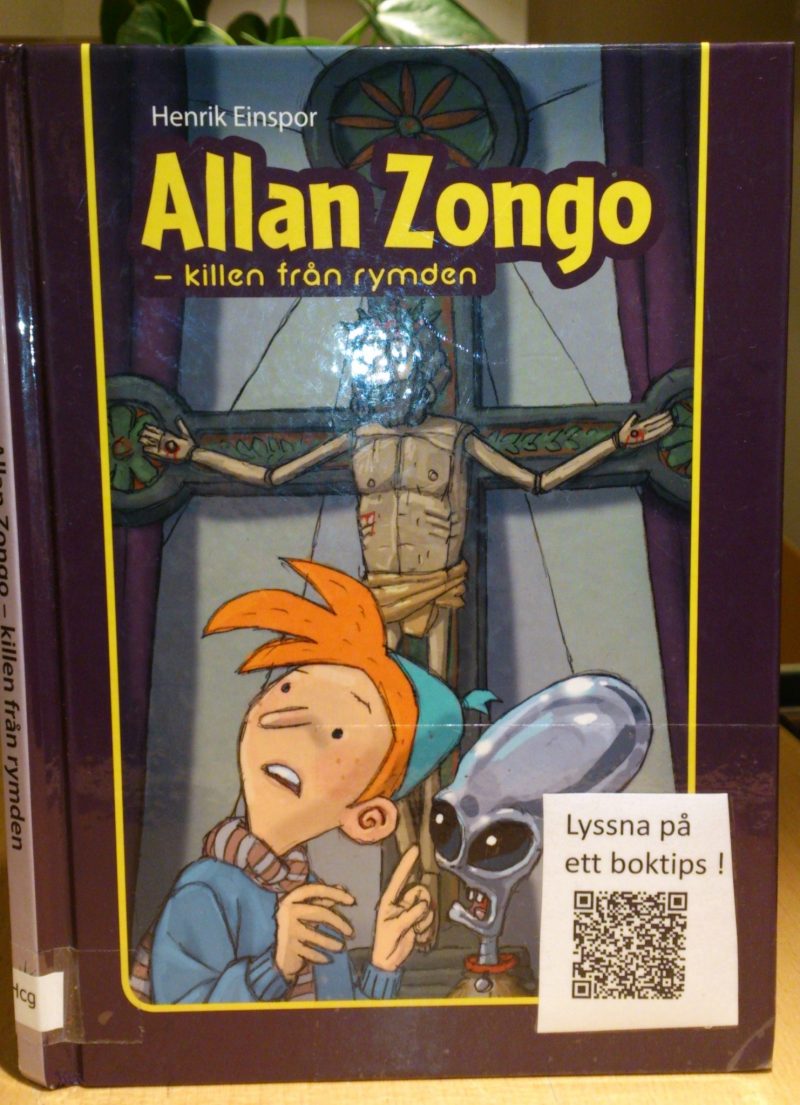 Henrik Einspor
Allan Zongo
– killen från rymden
Allan Zongo – killen från rymden
Lyssna på
ett boktips !
Hcg